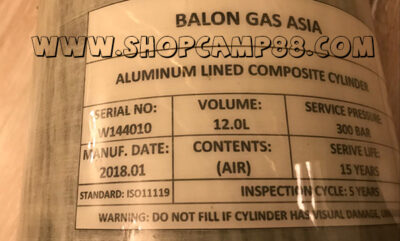 BALON GAS ASIA
WWW.SHOPCAMP88.COM
ALUMINUM LINED COMPOSITE CYLINDER
SERIAL NO: VOLUME: SERVICE PRESSURE:
W144010 12.0L 300 BAR
MANUF. DATE: CONTENTS: SERIVE LIFE:
2018.01 (AIR) 15 YEARS
STANDARD: ISO11119 INSPECTION CYCLE: 5 YEARS
WARNING: DO NOT FILL IF CYLINDER HAS VISUAL DAMAGE,